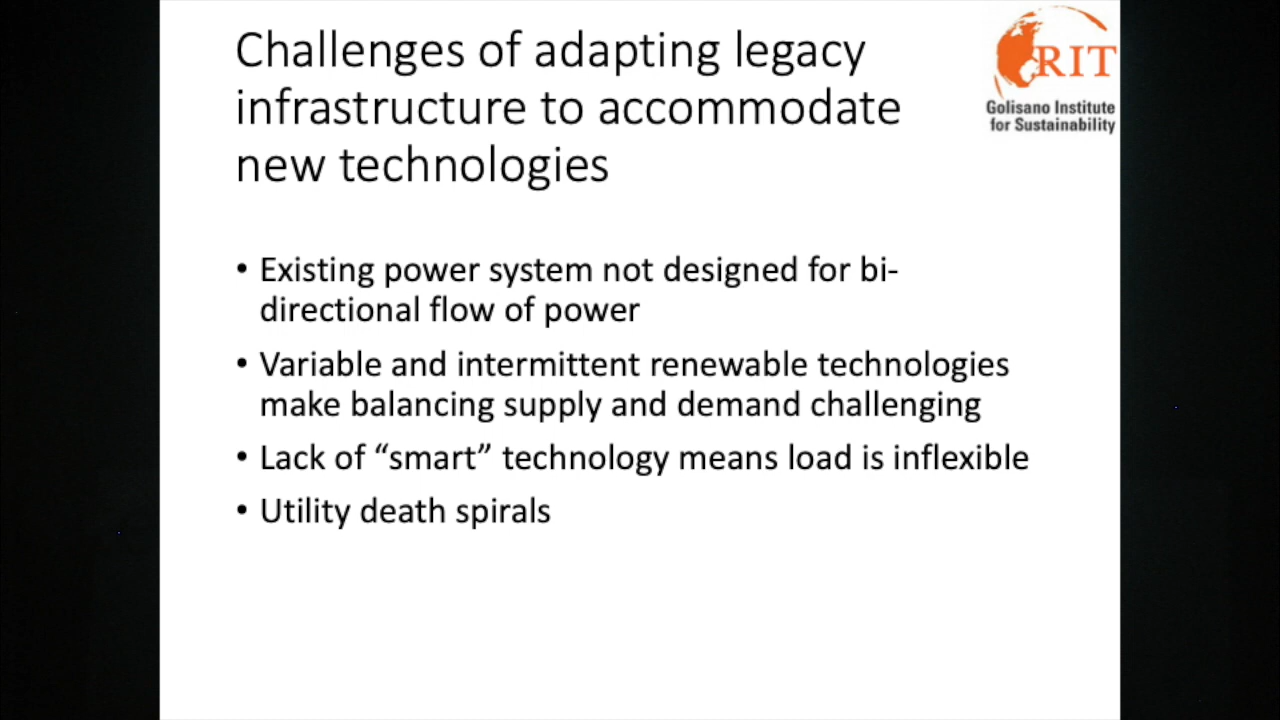 Challenges of adapting legacy
infrastructure to accommodate
new technologies
RIT
Golisano Institute
for Sustainability
• Existing power system not designed for bi-
directional flow of power
• Variable and intermittent renewable technologies
make balancing supply and demand challenging
• Lack of “smart” technology means load is inflexible
• Utility death spirals